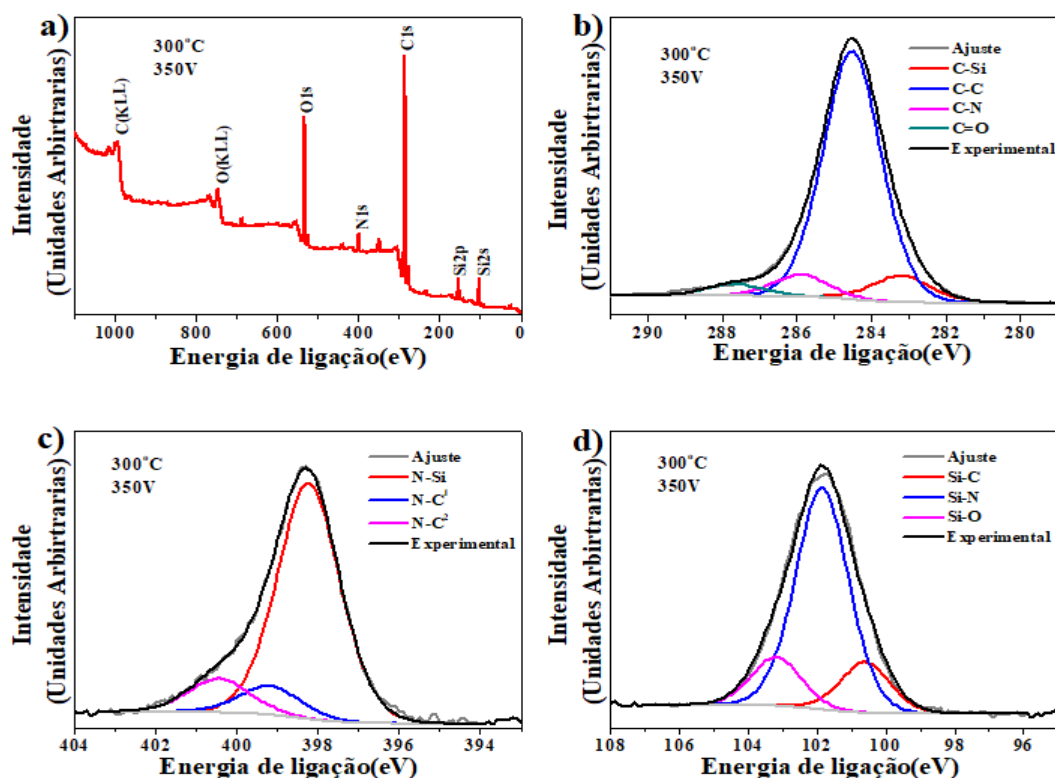 a)
300°C
350V
C(KLL)
O(KLL)
O1s
N1s
C1s
Si2p
Si2s
Intensidade
(Unidades Arbirtrarias)
1000 800 600 400 200 0
Energia de ligação(eV)
b)
300°C
350V
Ajuste
C-Si
C-C
C-N
C=O
Experimental
Intensidade
(Unidades Arbirtrarias)
290 288 286 284 282 280
Energia de ligação(eV)
c)
300°C
350V
Ajuste
N-Si
N-C¹
N-C²
Experimental
Intensidade
(Unidades Arbirtrarias)
404 402 400 398 396 394
Energia de ligação(eV)
d)
300°C
350V
Ajuste
Si-C
Si-N
Si-O
Experimental
Intensidade
(Unidades Arbirtrarias)
108 106 104 102 100 98 96
Energia de ligação(eV)